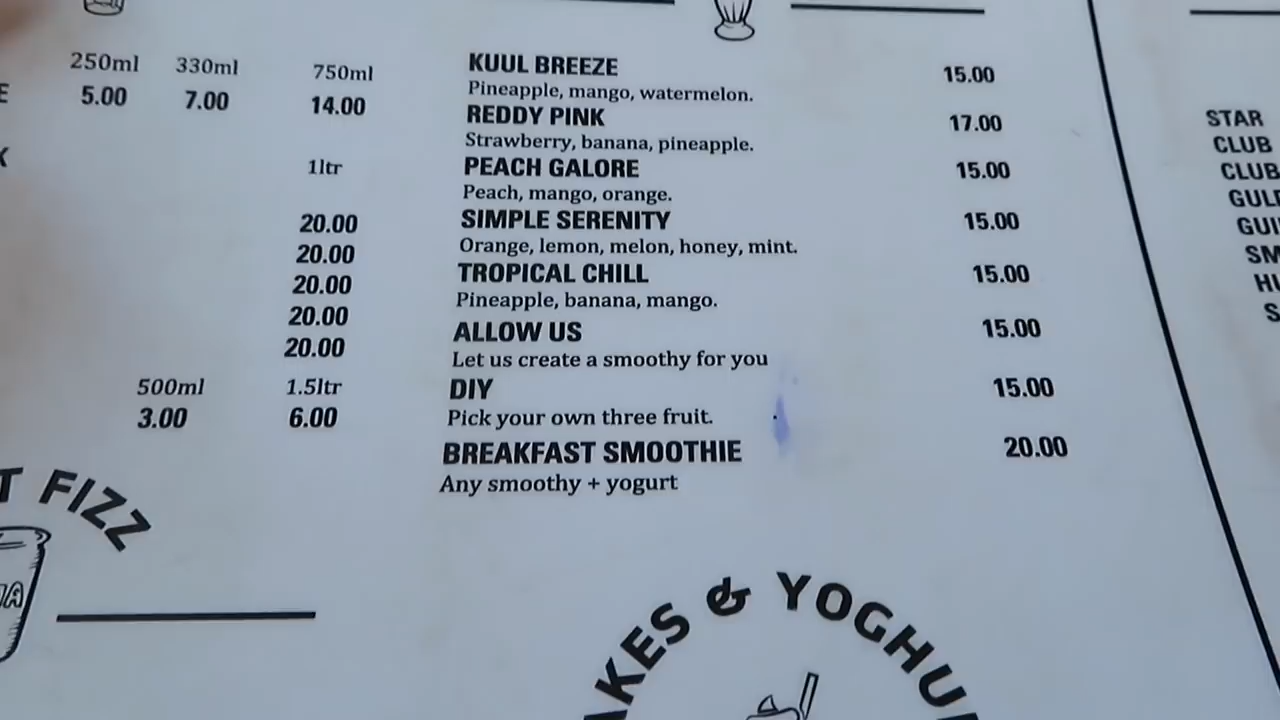 250ml 330ml 750ml
5.00 7.00 14.00
1ltr
20.00
20.00
20.00
20.00
20.00
500ml 1.5ltr
3.00 6.00
FIZZ
KUUL BREEZE 15.00
Pineapple, mango, watermelon.
REDDY PINK 17.00
Strawberry, banana, pineapple.
PEACH GALORE 15.00
Peach, mango, orange.
SIMPLE SERENITY 15.00
Orange, lemon, melon, honey, mint.
TROPICAL CHILL 15.00
Pineapple, banana, mango.
ALLOW US 15.00
Let us create a smoothy for you
DIY 15.00
Pick your own three fruit.
BREAKFAST SMOOTHIE 20.00
Any smoothy + yogurt
AKES & YOGHU
STAR
CLUB
CLUB